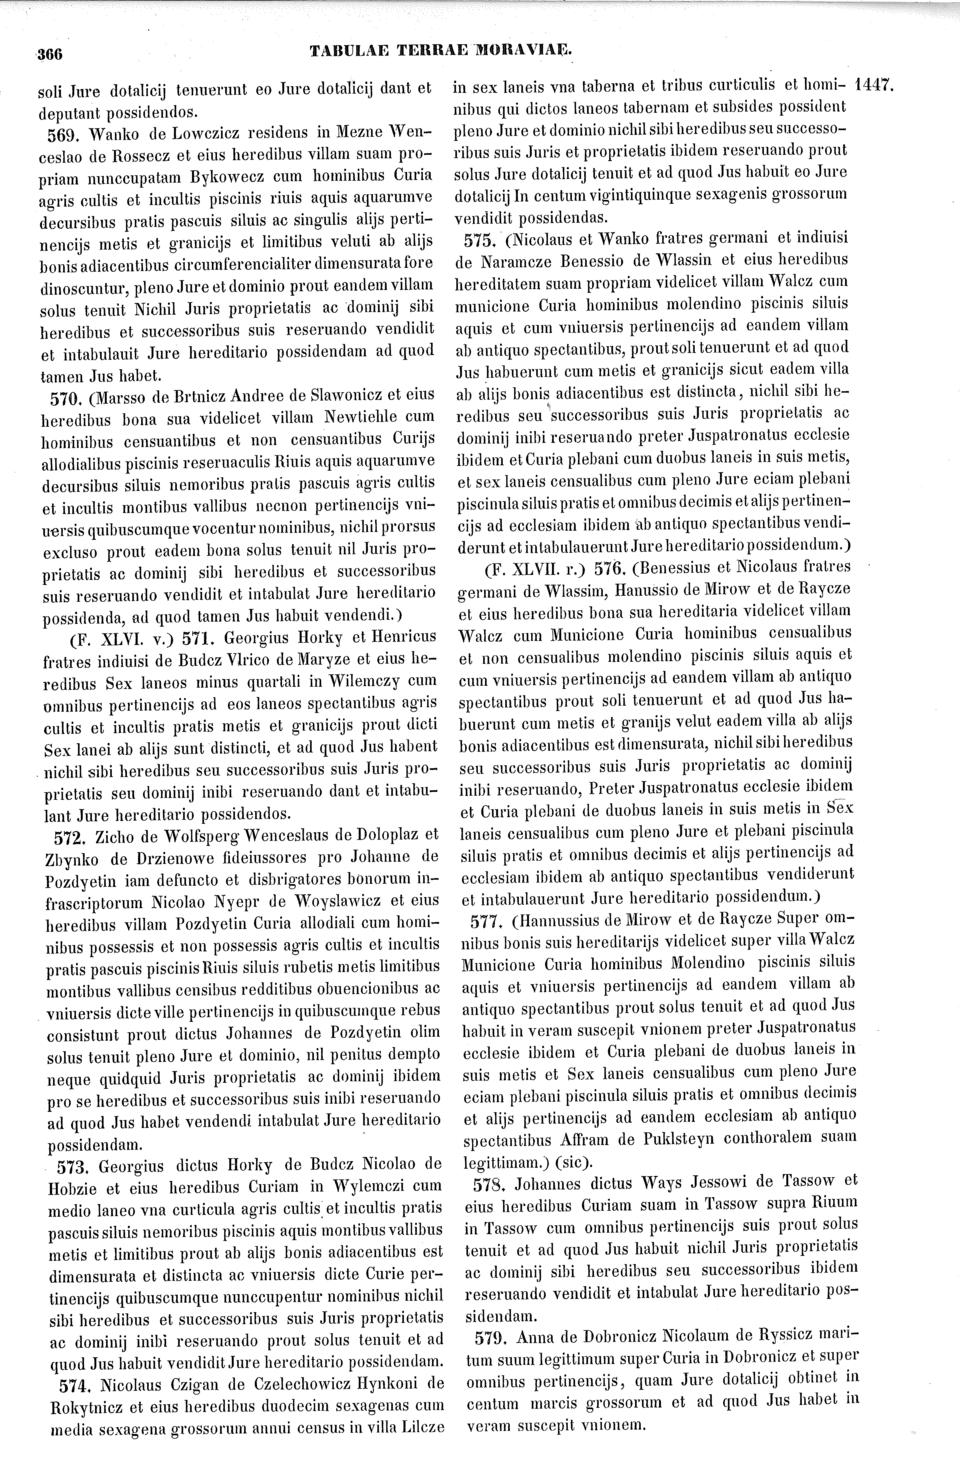 366
TABULAE TERRAE MORAVIAE.
soli Jure dotalicij tenuerunt eo Jure dotalicij dant et
deputant possidendos.
569. Wanko de Lowczicz residens in Mezne Wen-
ceslao de Rossecz et eius heredibus villam suam pro-
priam nunccupatam Bykowecz cum hominibus Curia
agris cultis et incultis piscinis riuis aquis aquarumve
decursibus pratis pascuis siluis ac singulis alijs perti-
nencijs metis et granicijs et limitibus veluti ab alijs
bonis adiacentibus circumferencialiter dimensurata fore
dinoscuntur, pleno Jure et dominio prout eandem villam
solus tenuit Nichil Juris proprietatis ac dominij sibi
heredibus et successoribus suis reseruando vendidit
et intabulauit Jure hereditario possidendam ad quod
tamen Jus habet.
570. (Marsso de Brtnicz Andree de Slawonicz et eius
heredibus bona sua videlicet villam Newtiehle cum
hominibus censuantibus et non censuantibus Curijs
allodialibus piscinis reseruaculis Riuis aquis aquarumve
decursibus siluis nemoribus pratis pascuis agris cultis
et incultis montibus vallibus necnon pertinencijs vni-
uersis quibuscumque vocentur nominibus, nichil prorsus
excluso prout eadem bona solus tenuit nil Juris pro-
prietatis ac dominij sibi heredibus et successoribus
suis reseruando vendidit et intabulat Jure hereditario
possidenda, ad quod tamen Jus habuit vendendi.)
(F. XLVI. v.) 571. Georgius Horky et Henricus
fratres indiuisi de Budcz Vlrico de Maryze et eius he-
redibus Sex laneos minus quartali in Wilemczy cum
omnibus pertinencijs ad eos laneos spectantibus agris
cultis et incultis pratis metis et granicijs prout dicti
Sex lanei ab alijs sunt distincti, et ad quod Jus habent
nichil sibi heredibus seu successoribus suis Juris pro-
prietatis seu dominij inibi reseruando dant et intabu-
lant Jure hereditario possidendos.
572. Zicho de Wolfsperg Wenceslaus de Doloplaz et
Zbynko de Drzienowe fideiussores pro Johanne de
Pozdyetin iam defuncto et disbrigatores bonorum in-
frascriptorum Nicolao Nyepr de Woyslawicz et eius
heredibus villam Pozdyetin Curia allodiali cum homi-
nibus possessis et non possessis agris cultis et incultis
pratis pascuis piscinis Riuis siluis rubetis metis limitibus
montibus vallibus censibus redditibus obuencionibus ac
vniuersis dicte ville pertinencijs in quibuscumque rebus
consistunt prout dictus Johannes de Pozdyetin olim
solus tenuit pleno Jure et dominio, nil penitus dempto
neque quidquid Juris proprietatis ac dominij ibidem
pro se heredibus et successoribus suis inibi reseruando
ad quod Jus habet vendendi intabulat Jure hereditario
possidendam.
573. Georgius dictus Horky de Budcz Nicolao de
Hobzie et eius heredibus Curiam in Wylemczi cum
medio laneo vna curticula agris cultis et incultis pratis
pascuis siluis nemoribus piscinis aquis montibus vallibus
metis et limitibus prout ab alijs bonis adiacentibus est
dimensurata et distincta ac vniuersis dicte Curie per-
tinencijs quibuscumque nunccupentur nominibus nichil
sibi heredibus et successoribus suis Juris proprietatis
ac dominij inibi reseruando prout solus tenuit et ad
quod Jus habuit vendidit Jure hereditario possidendam.
574. Nicolaus Czigan de Czelechowicz Hynkoni de
Rokytnicz et eius heredibus duodecim sexagenas cum
media sexagena grossorum annui census in villa Lilcze
in sex laneis vna taberna et tribus curticulis et homi- 1447.
nibus qui dictos laneos tabernam et subsides possident
pleno Jure et dominio nichil sibi heredibus seu successo-
ribus suis Juris et proprietatis ibidem reseruando prout
solus Jure dotalicij tenuit et ad quod Jus habuit eo Jure
dotalicij In centum vigintiquinque sexagenis grossorum
vendidit possidendas.
575. (Nicolaus et Wanko fratres germani et indiuisi
de Naramcze Benessio de Wlassin et eius heredibus
hereditatem suam propriam videlicet villam Walcz cum
municione Curia hominibus molendino piscinis siluis
aquis et cum vniuersis pertinencijs ad eandem villam
ab antiquo spectantibus, prout soli tenuerunt et ad quod
Jus habuerunt cum metis et granicijs sicut eadem villa
ab alijs bonis adiacentibus est distincta, nichil sibi he-
redibus seu successoribus suis Juris proprietatis ac
dominij inibi reseruando preter Juspatronatus ecclesie
ibidem et Curia plebani cum duobus laneis in suis metis,
et sex laneis censualibus cum pleno Jure eciam plebani
piscinula siluis pratis et omnibus decimis et alijs pertinen-
cijs ad ecclesiam ibidem ab antiquo spectantibus vendi-
derunt et intabulauerunt Jure hereditario possidendum.)
(F. XLVII. r.) 576. (Benessius et Nicolaus fratres
germani de Wlassim, Hanussio de Mirow et de Raycze
et eius heredibus bona sua hereditaria videlicet villam
Walcz cum Municione Curia hominibus censualibus
et non censualibus molendino piscinis siluis aquis et
cum vniuersis pertinencijs ad eandem villam ab antiquo
spectantibus prout soli tenuerunt et ad quod Jus ha-
buerunt cum metis et granijs velut eadem villa ab alijs
bonis adiacentibus est dimensurata, nichil sibi heredibus
seu successoribus suis Juris proprietatis ac dominij
inibi reseruando, Preter Juspatronatus ecclesie ibidem
et Curia plebani de duobus laneis in suis metis in Sex
laneis censualibus cum pleno Jure et plebani piscinula
siluis pratis et omnibus decimis et alijs pertinencijs ad
ecclesiam ibidem ab antiquo spectantibus vendiderunt
et intabulauerunt Jure hereditario possidendum.)
577. (Hannussius de Mirow et de Raycze Super om-
nibus bonis suis hereditarijs videlicet super villa Walcz
Municione Curia hominibus Molendino piscinis siluis
aquis et vniuersis pertinencijs ad eandem villam ab
antiquo spectantibus prout solus tenuit et ad quod Jus
habuit in veram suscepit vnionem preter Juspatronatus
ecclesie ibidem et Curia plebani de duobus laneis in
suis metis et Sex laneis censualibus cum pleno Jure
eciam plebani piscinula siluis pratis et omnibus decimis
et alijs pertinencijs ad eandem ecclesiam ab antiquo
spectantibus Affram de Puklsteyn conthoralem suam
legittimam.) (sic).
578. Johannes dictus Ways Jessowi de Tassow et
eius heredibus Curiam suam in Tassow supra Riuum
in Tassow cum omnibus pertinencijs suis prout solus
tenuit et ad quod Jus habuit nichil Juris proprietatis
ac dominij sibi heredibus seu successoribus ibidem
reseruando vendidit et intabulat Jure hereditario pos-
sidendam.
579. Anna de Dobronicz Nicolaum de Ryssicz mari-
tum suum legittimum super Curia in Dobronicz et super
omnibus pertinencijs, quam Jure dotalicij obtinet in
centum marcis grossorum et ad quod Jus habet in
veram suscepit vnionem.